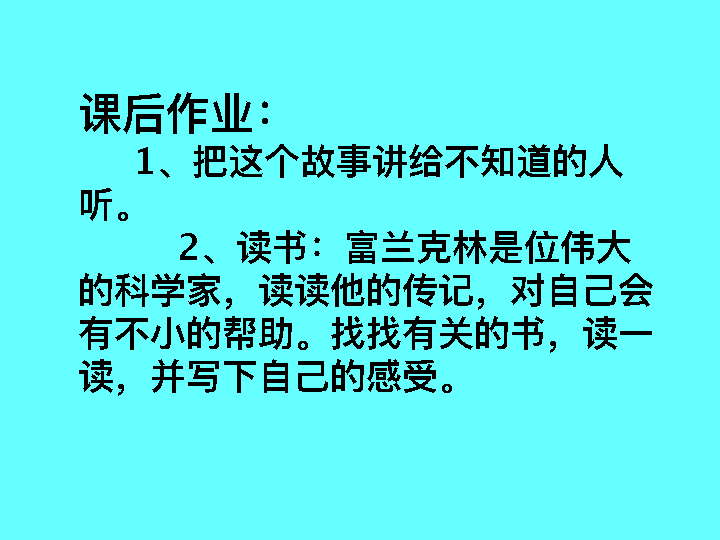 课后作业：
1、把这个故事讲给不知道的人
听。
2、读书：富兰克林是位伟大
的科学家，读读他的传记，对自己会
有不小的帮助。找找有关的书，读一
读，并写下自己的感受。